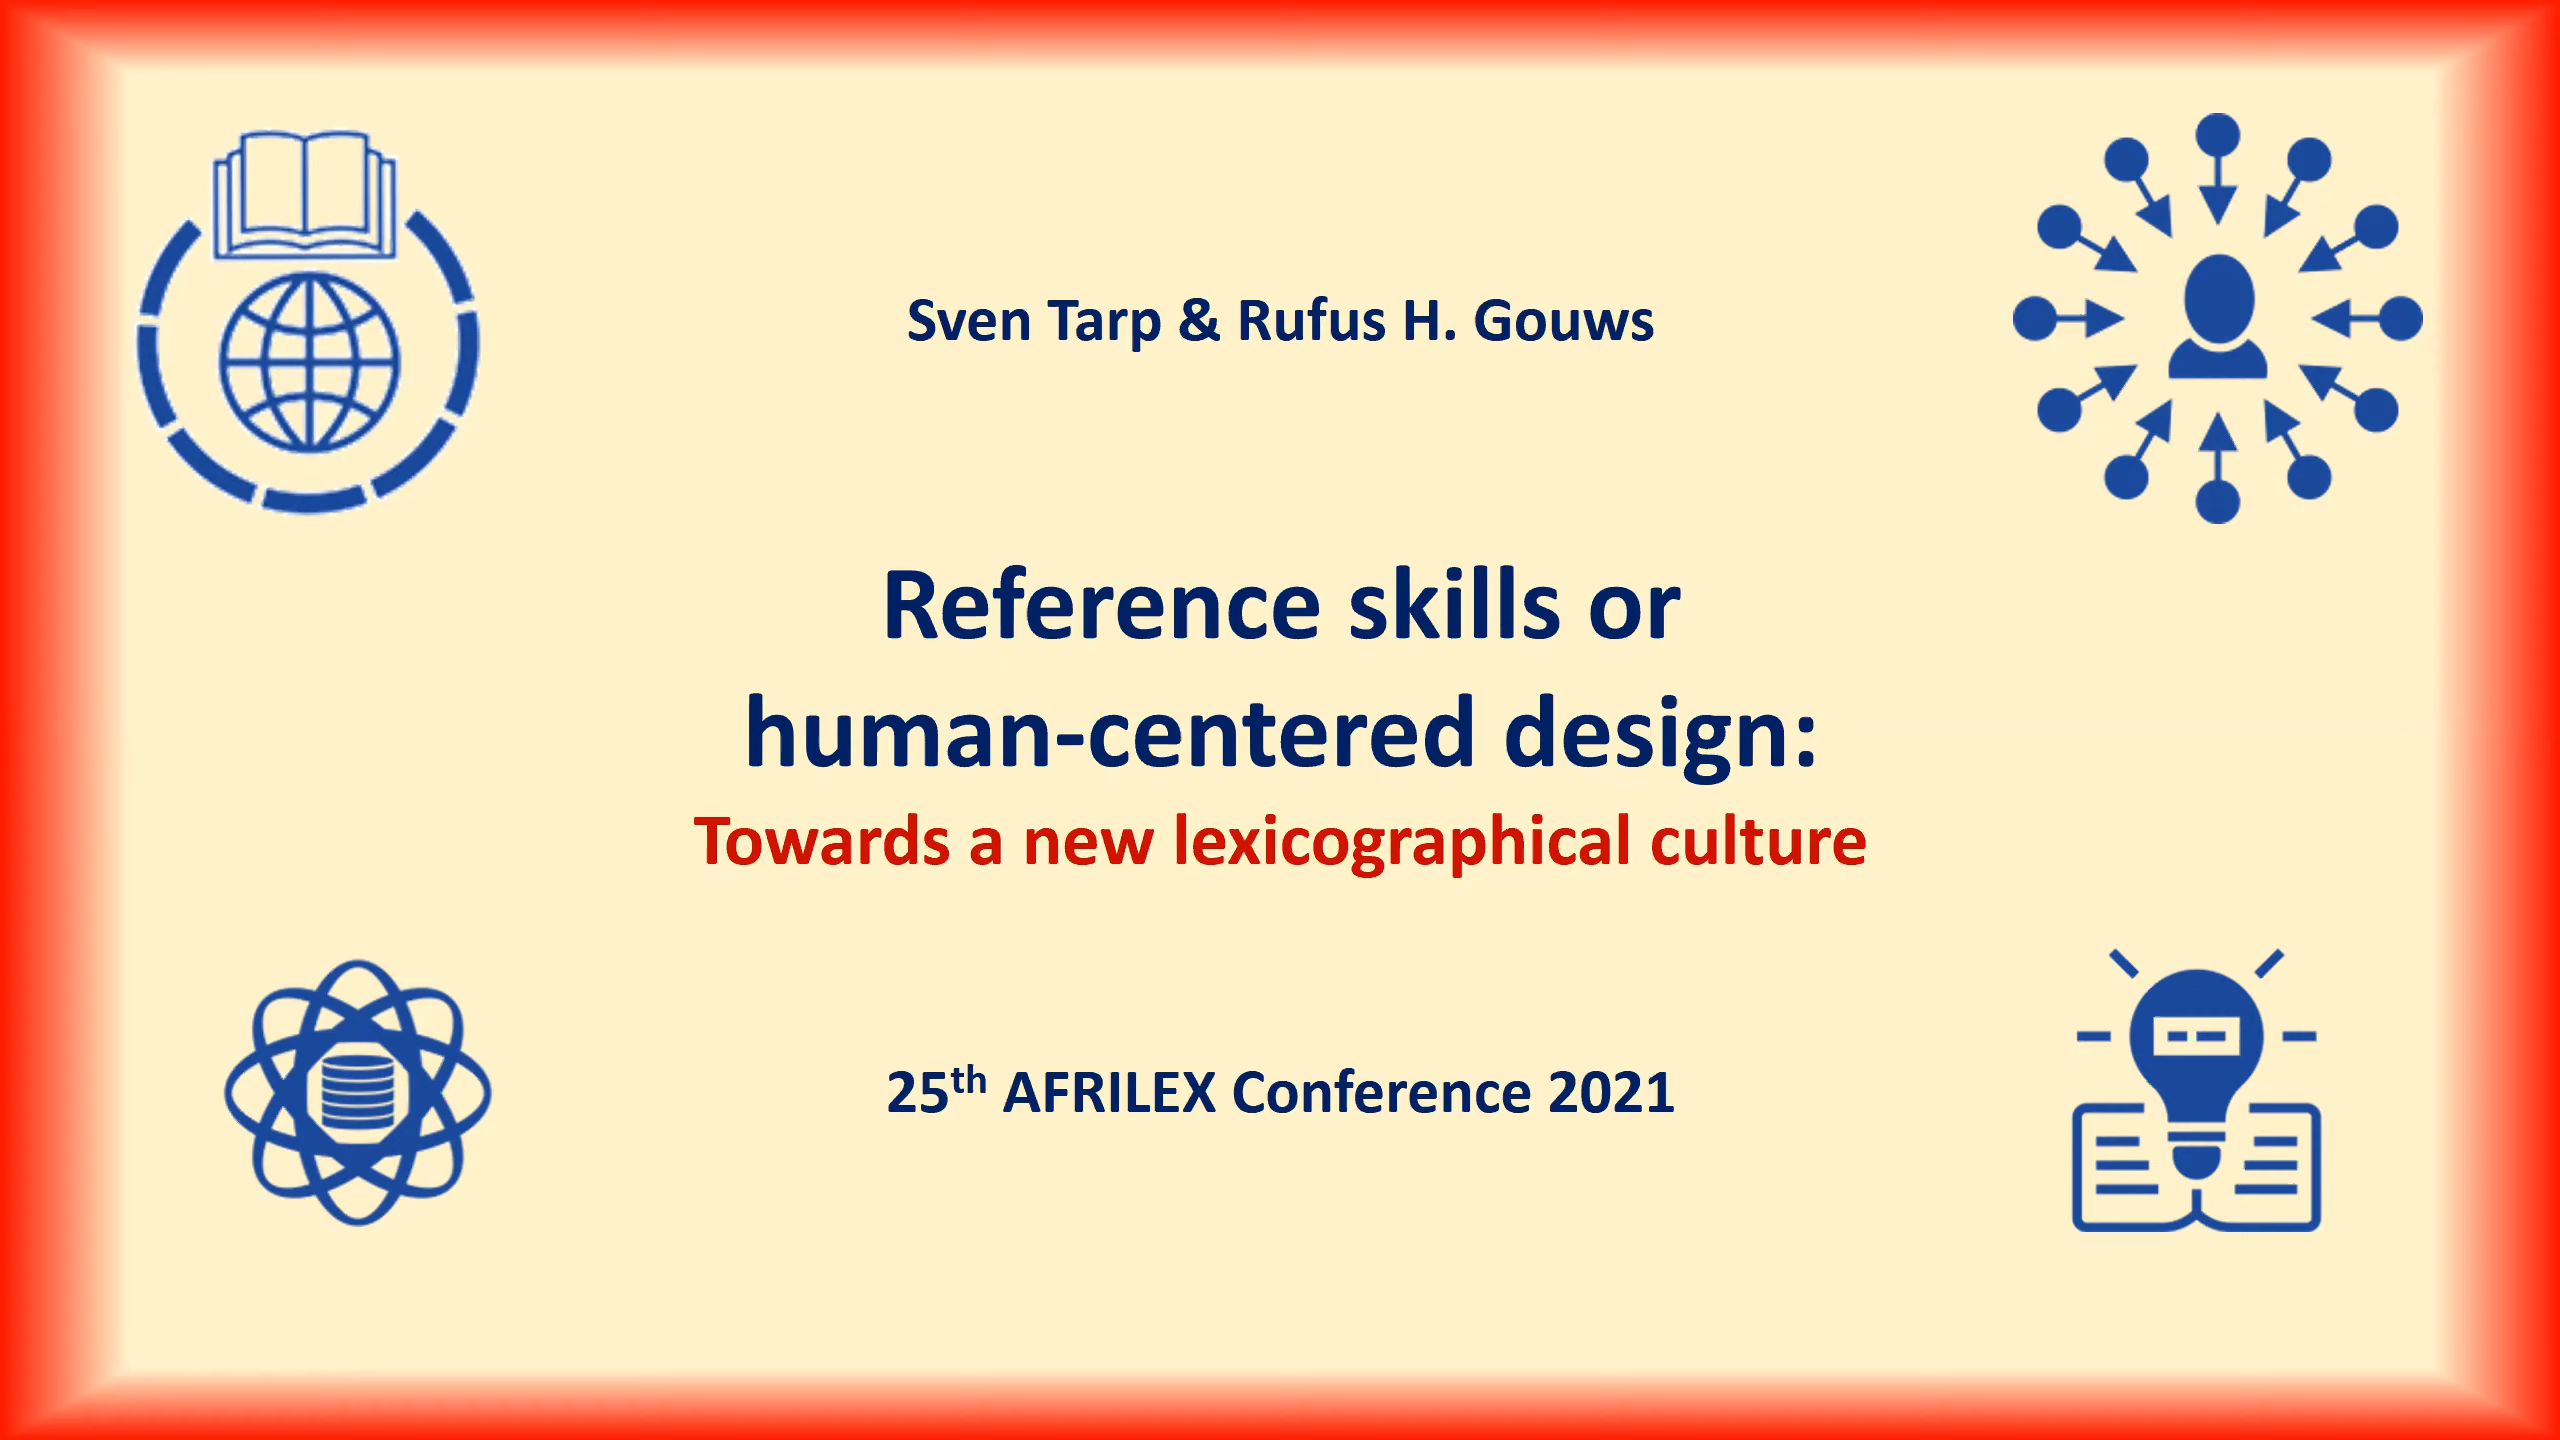 Sven Tarp & Rufus H. Gouws
Reference skills or
human-centered design:
Towards a new lexicographical culture
25th AFRILEX Conference 2021